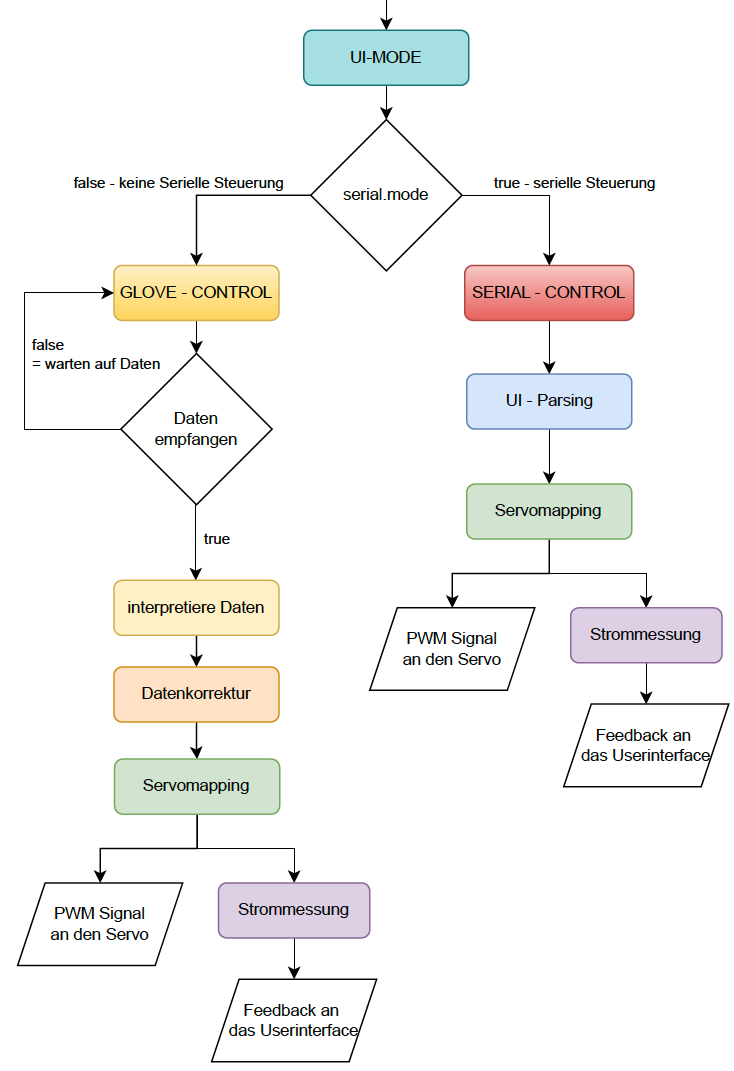 UI-MODE
false - keine Serielle Steuerung
serial.mode
true - serielle Steuerung
GLOVE - CONTROL
SERIAL - CONTROL
false
= warten auf Daten
UI - Parsing
Daten
empfangen
Servomapping
true
interpretiere Daten
PWM Signal
an den Servo
Strommessung
Datenkorrektur
Feedback an
das Userinterface
Servomapping
PWM Signal
an den Servo
Strommessung
Feedback an
das Userinterface